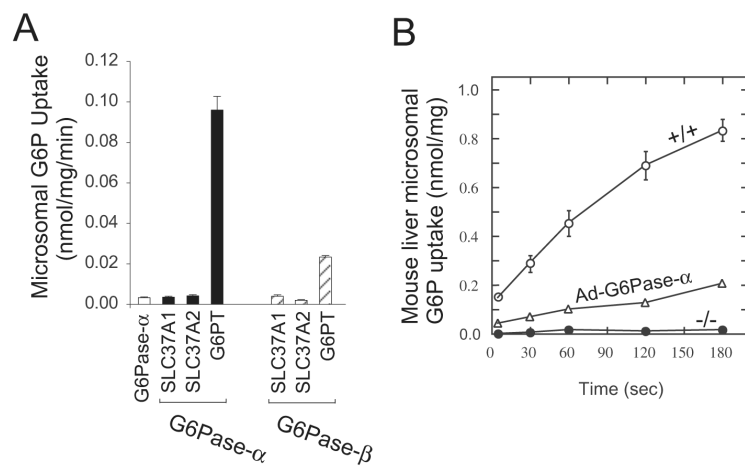 A
Microsomal G6P Uptake
(nmol/mg/min)
0.12
0.10
0.08
0.06
0.04
0.02
0.00
G6Pase-α
SLC37A1
SLC37A2
G6PT
SLC37A1
SLC37A2
G6PT
G6Pase-α
G6Pase-β
B
Mouse liver microsomal
G6P uptake (nmol/mg)
1.0
0.8
0.6
0.4
0.2
0.0
+/+
Ad-G6Pase-α
-/-
0 30 60 90 120 150 180
Time (sec)